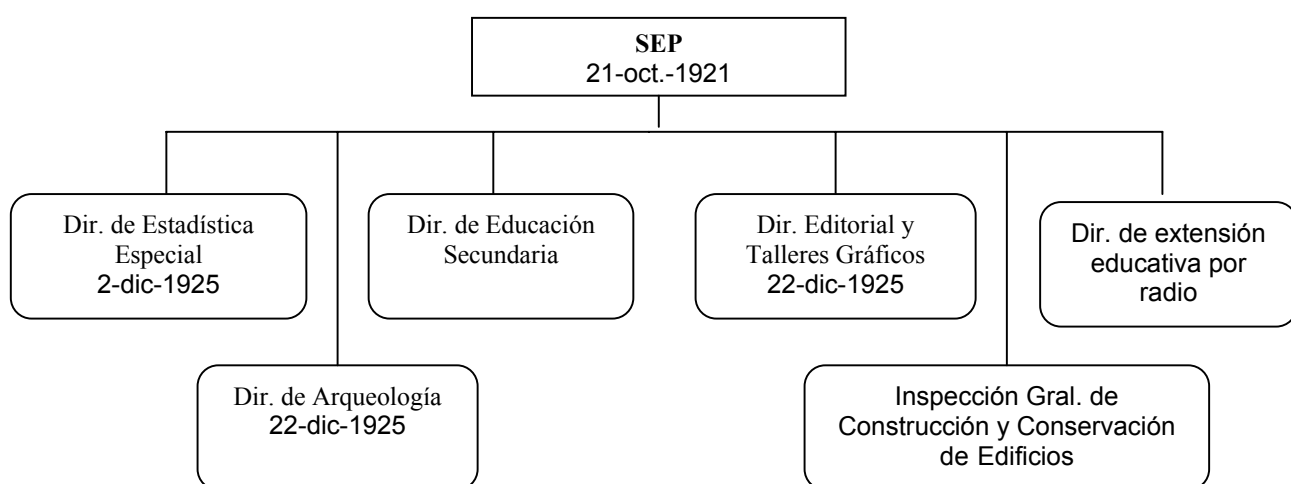 SEP
21-oct.-1921
Dir. de Estadística
Especial
2-dic-1925
Dir. de Educación
Secundaria
Dir. Editorial y
Talleres Gráficos
22-dic-1925
Dir. de extensión
educativa por
radio
Dir. de Arqueología
22-dic-1925
Inspección Gral. de
Construcción y Conservación
de Edificios